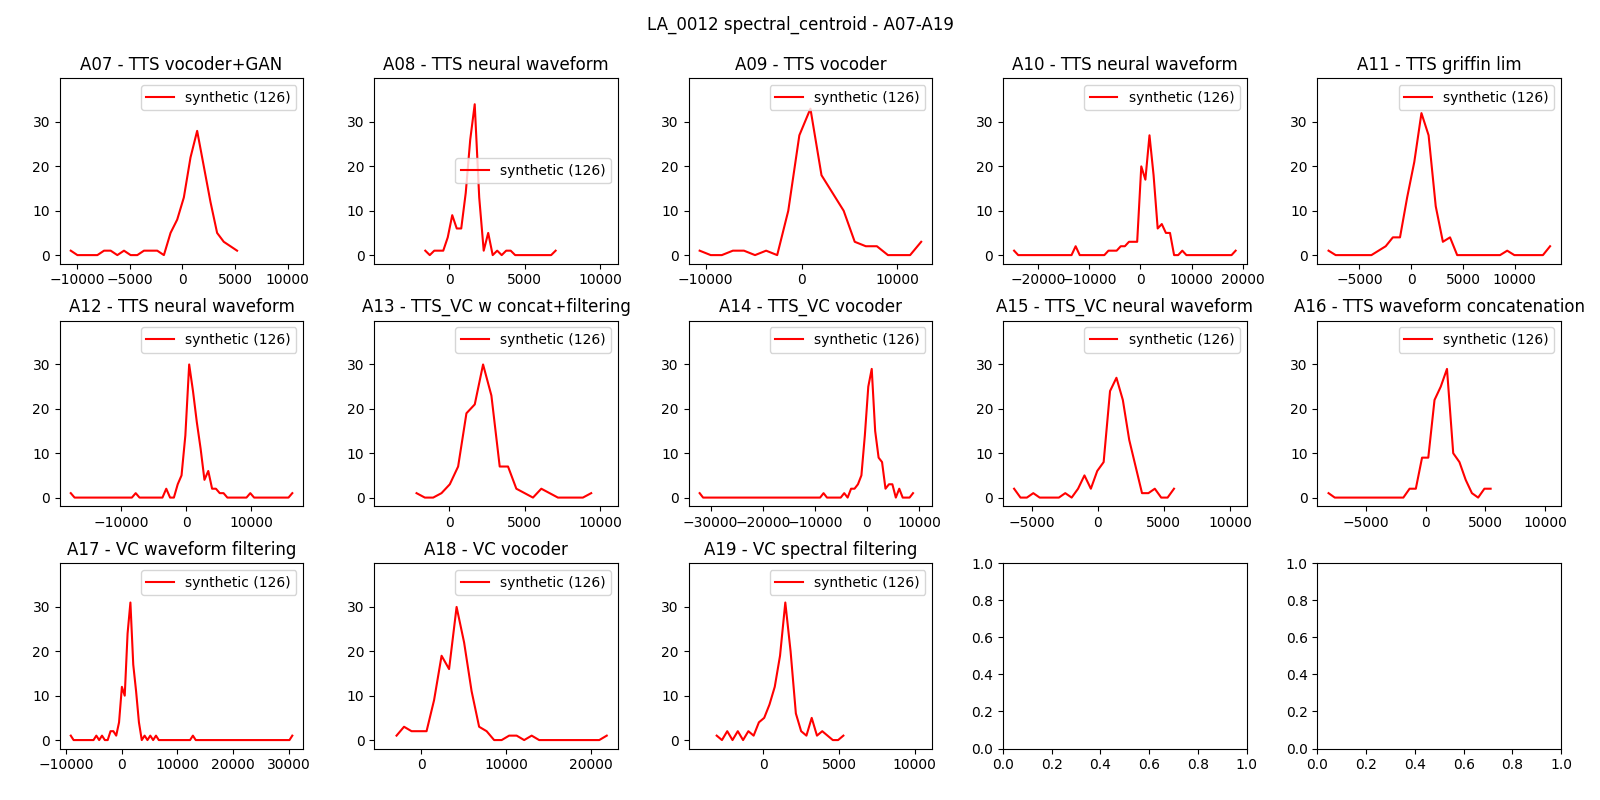 LA_0012 spectral_centroid - A07-A19
A07 - TTS vocoder+GAN
A08 - TTS neural waveform
A09 - TTS vocoder
A10 - TTS neural waveform
A11 - TTS griffin lim
synthetic (126)
synthetic (126)
synthetic (126)
synthetic (126)
synthetic (126)
30
20
10
0
30
20
10
0
30
20
10
0
30
20
10
0
30
20
10
0
−10000 −5000 0 5000 10000
0 5000 10000
−10000 0 10000
−20000 −10000 0 10000 20000
−5000 0 5000 10000
A12 - TTS neural waveform
A13 - TTS_VC w concat+filtering
A14 - TTS_VC vocoder
A15 - TTS_VC neural waveform
A16 - TTS waveform concatenation
synthetic (126)
synthetic (126)
synthetic (126)
synthetic (126)
synthetic (126)
30
20
10
0
30
20
10
0
30
20
10
0
30
20
10
0
30
20
10
0
−10000 0 10000
0 5000 10000
−30000 −20000 −10000 0 10000
−5000 0 5000 10000
−5000 0 5000 10000
A17 - VC waveform filtering
A18 - VC vocoder
A19 - VC spectral filtering
synthetic (126)
synthetic (126)
synthetic (126)
30
20
10
0
30
20
10
0
30
20
10
0
1.0
0.8
0.6
0.4
0.2
0.0
1.0
0.8
0.6
0.4
0.2
0.0
−10000 0 10000 20000 30000
0 10000 20000
0 5000 10000
0.0 0.2 0.4 0.6 0.8 1.0
0.0 0.2 0.4 0.6 0.8 1.0